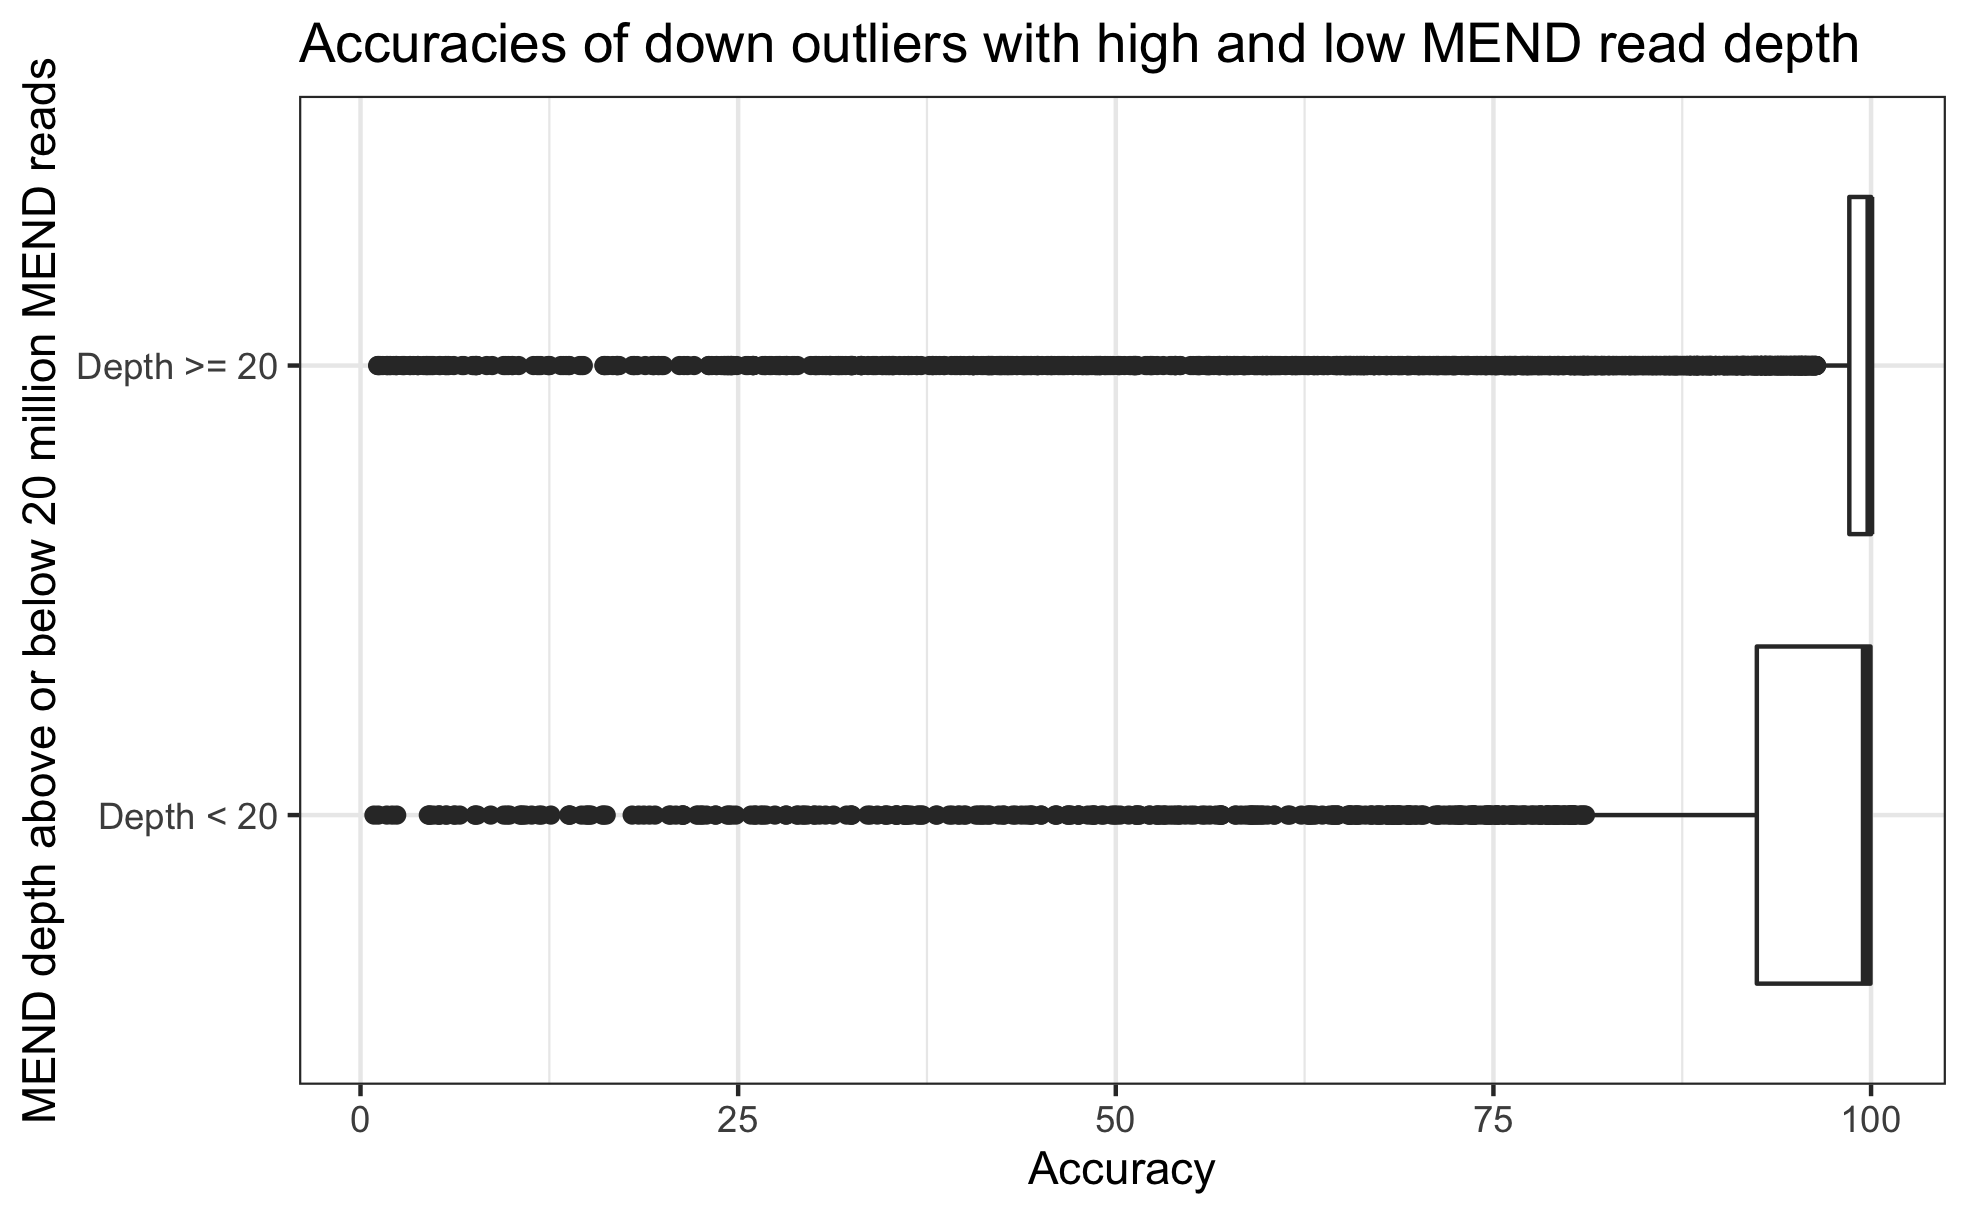 Accuracies of down outliers with high and low MEND read depth
MEND depth above or below 20 million MEND reads
Depth >= 20
Depth < 20
0 25 50 75 100
Accuracy